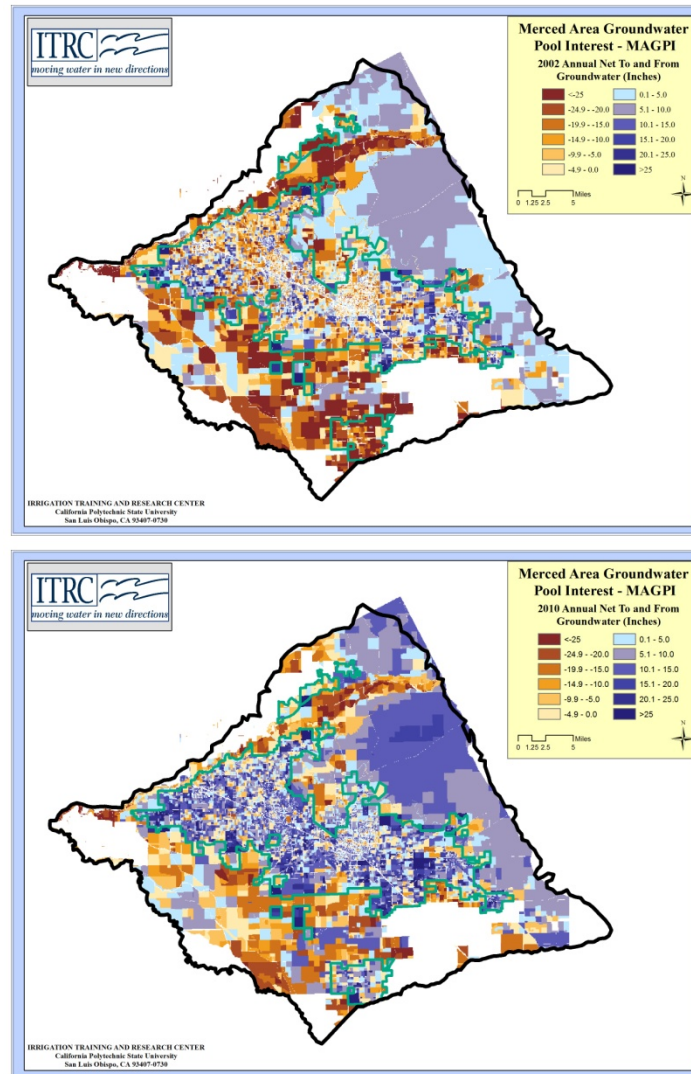 ITRC
moving water in new directions
Merced Area Groundwater
Pool Interest - MAGPI
2002 Annual Net To and From
Groundwater (Inches)
<-25
-24.9 - -20.0
-19.9 - -15.0
-14.9 - -10.0
-9.9 - -5.0
-4.9 - 0.0
0.1 - 5.0
5.1 - 10.0
10.1 - 15.0
15.1 - 20.0
20.1 - 25.0
>25
0 1.25 2.5 5 Miles
N
IRRIGATION TRAINING AND RESEARCH CENTER
California Polytechnic State University
San Luis Obispo, CA 93407-0730
ITRC
moving water in new directions
Merced Area Groundwater
Pool Interest - MAGPI
2010 Annual Net To and From
Groundwater (Inches)
<-25
-24.9 - -20.0
-19.9 - -15.0
-14.9 - -10.0
-9.9 - -5.0
-4.9 - 0.0
0.1 - 5.0
5.1 - 10.0
10.1 - 15.0
15.1 - 20.0
20.1 - 25.0
>25
0 1.25 2.5 5 Miles
N
IRRIGATION TRAINING AND RESEARCH CENTER
California Polytechnic State University
San Luis Obispo, CA 93407-0730